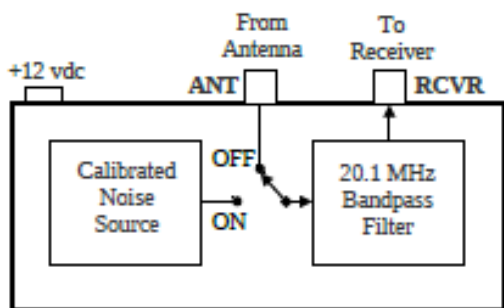 From
Antenna
To
Receiver
+12 vdc
ANT
RCVR
OFF
ON
Calibrated
Noise
Source
20.1 MHz
Bandpass
Filter